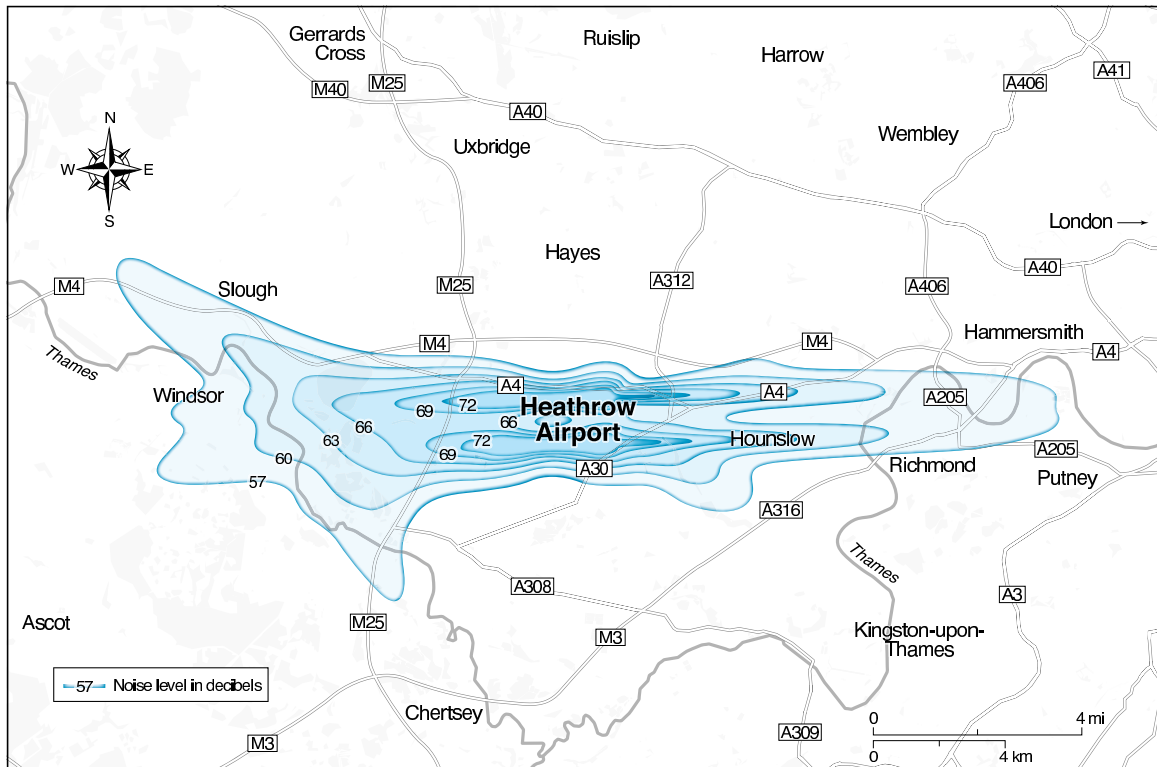 Gerrards
Cross
Ruislip
Harrow
M40
M25
A40
A406
A41
Uxbridge
Wembley
N
W
E
S
London
Hayes
M4
Slough
M25
A312
A406
A40
Thames
M4
M4
Hammersmith
A4
Windsor
A4
A4
A205
69
72
Heathrow
Airport
66
66
63
72
69
Hounslow
60
57
A30
Richmond
A205
Putney
A316
Thames
A308
A3
Ascot
M25
M3
Kingston-upon-
Thames
57
Noise level in decibels
Chertsey
M3
A309
0
4 mi
0
4 km